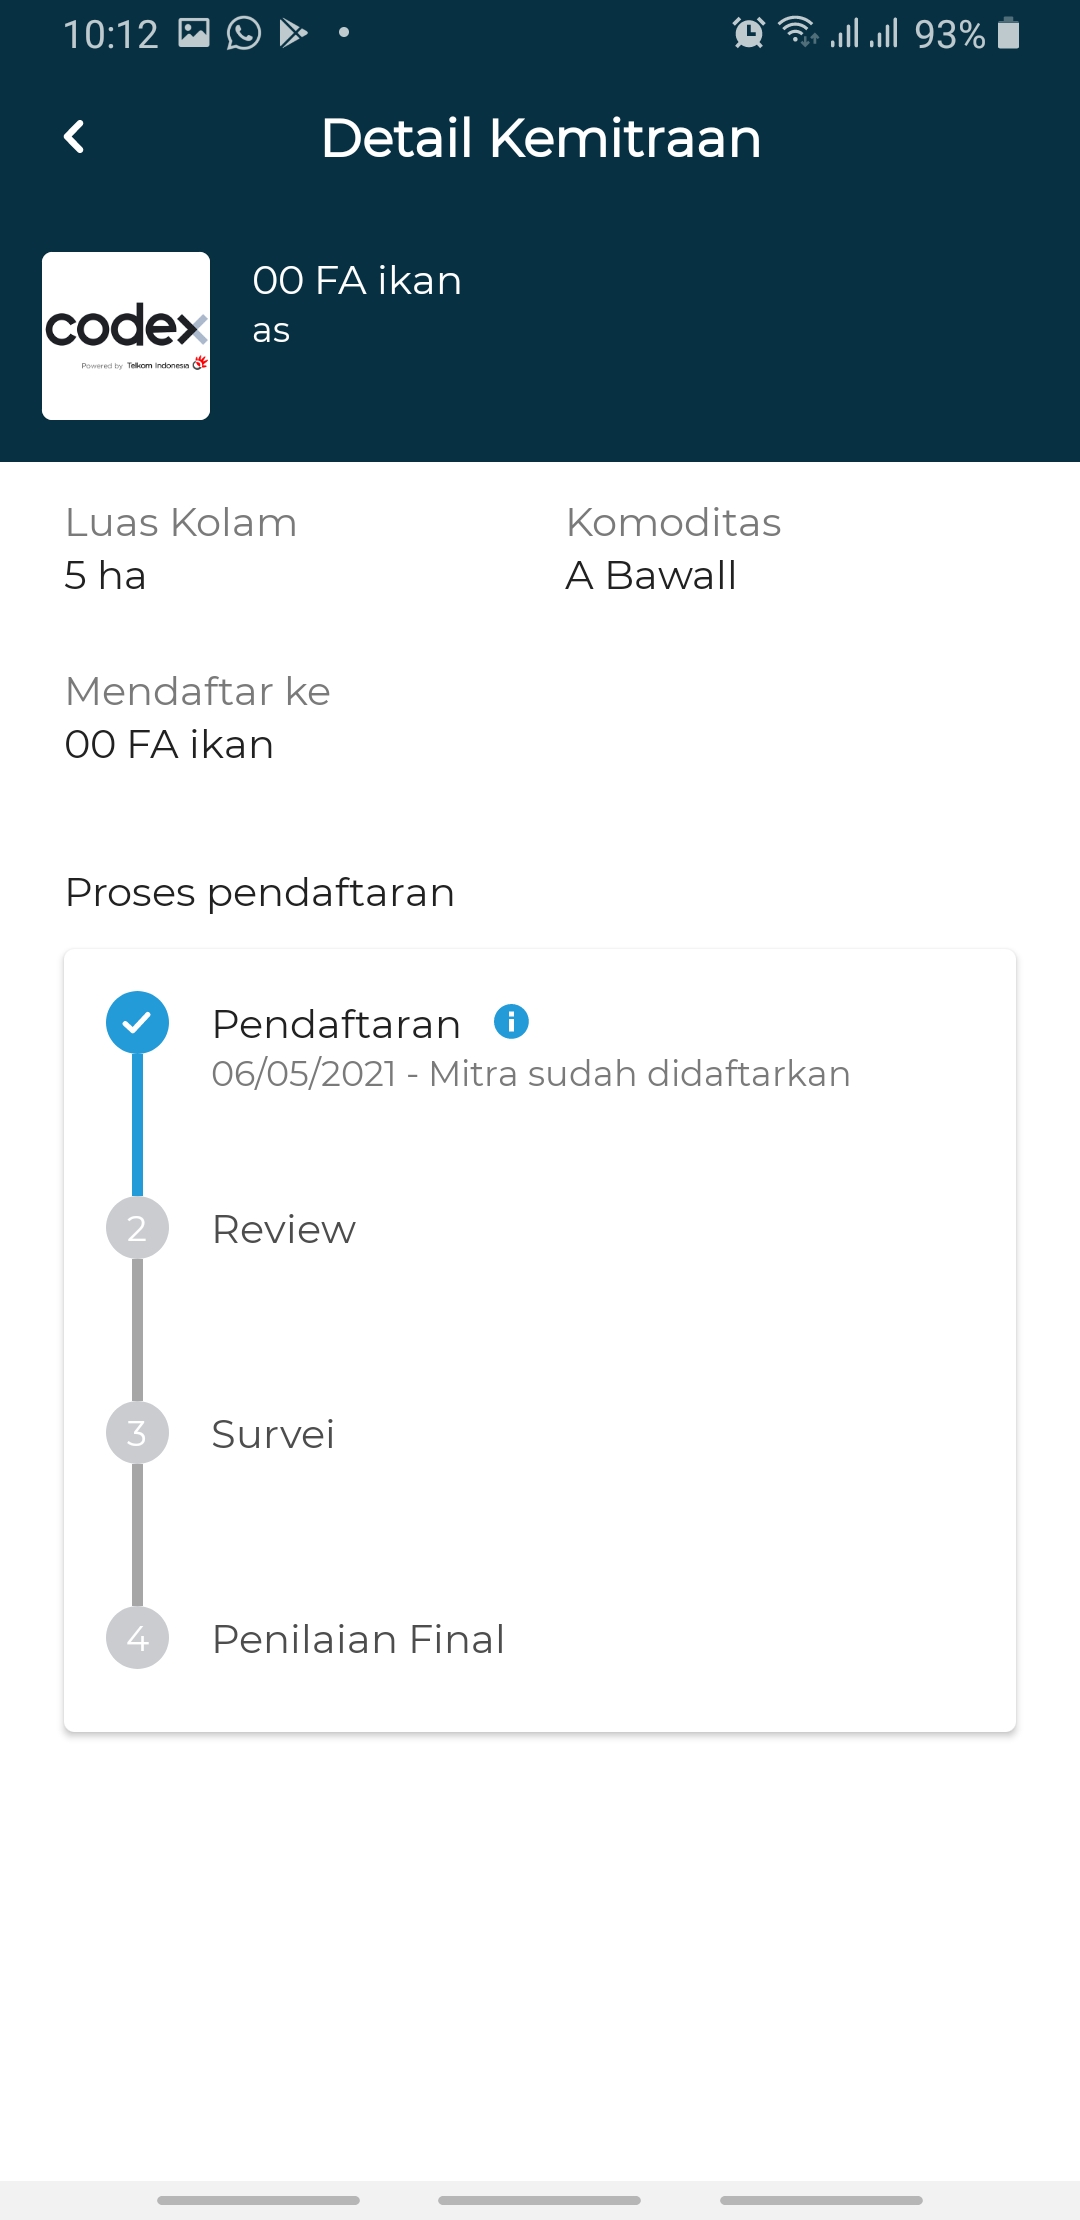 10:12 93%
Detail Kemitraan
codex
Powered by Telkom Indonesia
00 FA ikan
as
Luas Kolam
5 ha
Komoditas
A Bawall
Mendaftar ke
00 FA ikan
Proses pendaftaran
Pendaftaran
06/05/2021 - Mitra sudah didaftarkan
2 Review
3 Survei
4 Penilaian Final